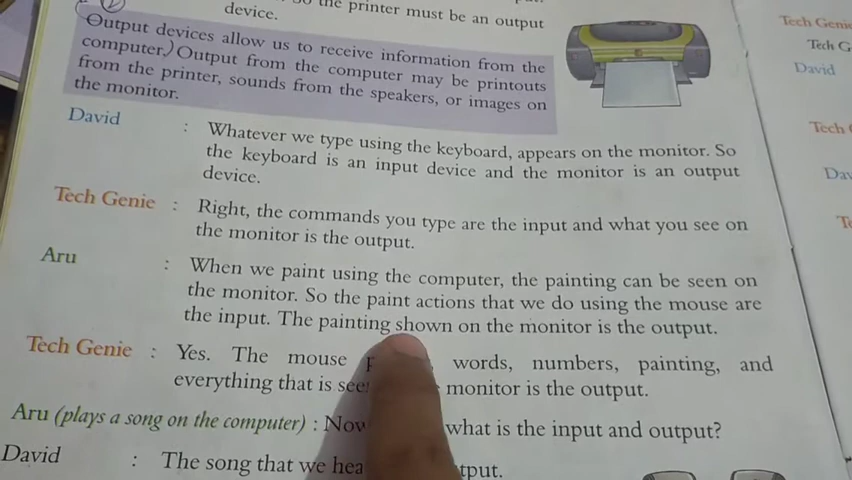 the printer must be an output
device.
Output devices allow us to receive information from the
computer.) Output from the computer may be printouts
from the printer, sounds from the speakers, or images on
the monitor.
David : Whatever we type using the keyboard, appears on the monitor. So
the keyboard is an input device and the monitor is an output
device.
Tech Genie : Right, the commands you type are the input and what you see on
the monitor is the output.
Aru : When we paint using the computer, the painting can be seen on
the monitor. So the paint actions that we do using the mouse are
the input. The painting shown on the monitor is the output.
Tech Genie : Yes. The mouse words, numbers, painting, and
everything that is monitor is the output.
Aru (plays a song on the computer) : what is the input and output?
David : The song that we
Tech Genie
Tech G
David
Tech